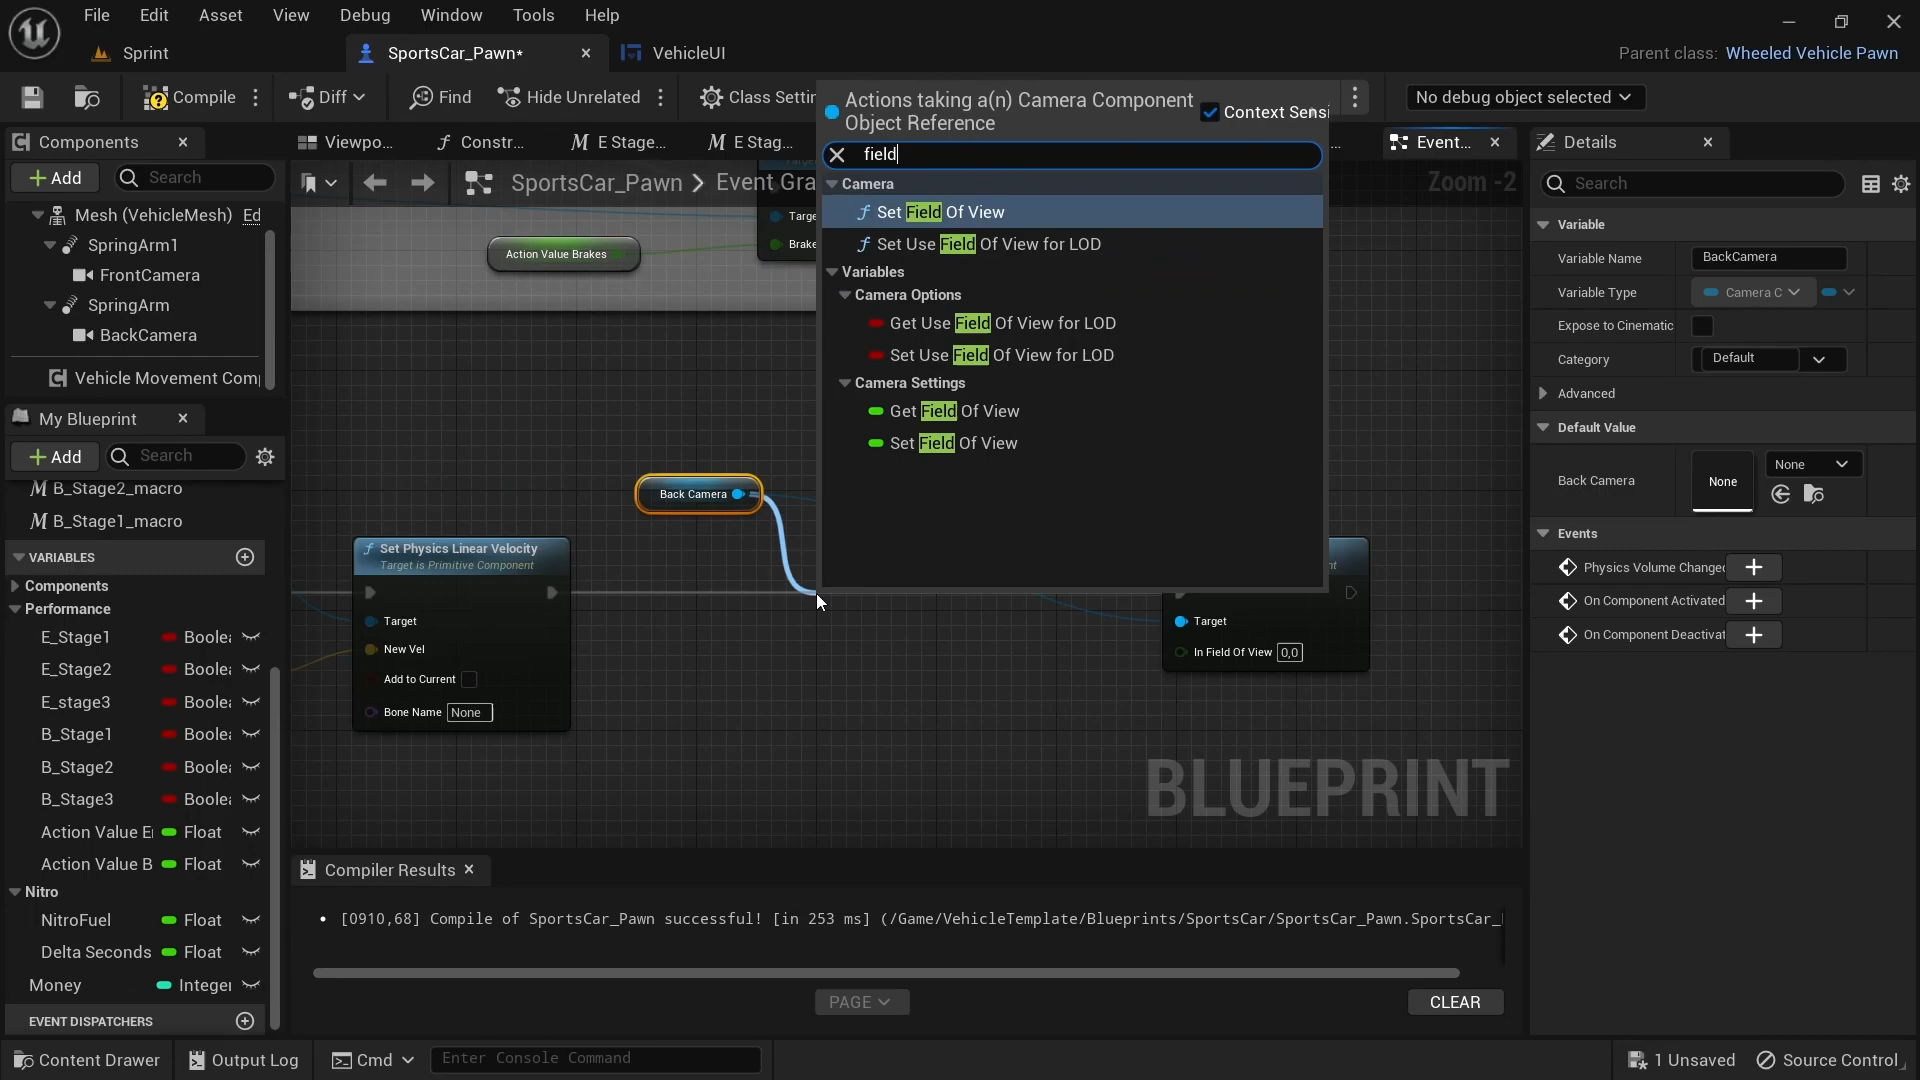 File Edit Asset View Debug Window Tools Help
Sprint SportsCar_Pawn* VehicleUI
Parent class: Wheeled Vehicle Pawn
Compile Diff Find Hide Unrelated Class Settin No debug object selected
Components
Add Search
Mesh (VehicleMesh) Ed
SpringArm1
FrontCamera
SpringArm
BackCamera
Vehicle Movement Com
My Blueprint
Add Search
B_Stage2_macro
B_Stage1_macro
VARIABLES
Components
Performance
E_Stage1 Boole
E_Stage2 Boole
E_stage3 Boole
B_Stage1 Boole
B_Stage2 Boole
B_Stage3 Boole
Action Value E Float
Action Value B Float
Nitro
NitroFuel Float
Delta Seconds Float
Money Intege
EVENT DISPATCHERS
Viewpo... Constr... E Stage... E Stag... Event...
SportsCar_Pawn > Event Gra
Zoom -2
Action Value Brakes
Targe
Brake
Back Camera
Set Physics Linear Velocity
Target is Primitive Component
Target
New Vel
Add to Current
Bone Name None
Actions taking a(n) Camera Component Object Reference
Context Sensi
field
Camera
Set Field Of View
Set Use Field Of View for LOD
Variables
Camera Options
Get Use Field Of View for LOD
Set Use Field Of View for LOD
Camera Settings
Get Field Of View
Set Field Of View
Target
In Field Of View 0,0
BLUEPRINT
Compiler Results
• [0910,68] Compile of SportsCar_Pawn successful! [in 253 ms] (/Game/VehicleTemplate/Blueprints/SportsCar/SportsCar_Pawn.SportsCar_
PAGE
CLEAR
Details
Search
Variable
Variable Name BackCamera
Variable Type Camera C
Expose to Cinematic
Category Default
Advanced
Default Value
Back Camera None None
Events
Physics Volume Change
On Component Activated
On Component Deactivat
Content Drawer Output Log Cmd Enter Console Command
1 Unsaved Source Control